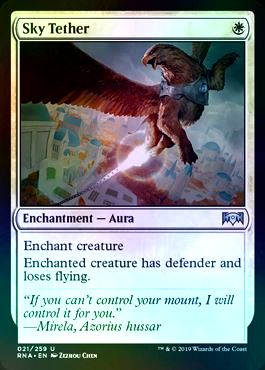 Sky Tether
Enchantment — Aura
Enchant creature
Enchanted creature has defender and
loses flying.
"If you can't control your mount, I will
control it for you."
—Mirela, Azorius hussar
021/259 U
RNA • EN ZEZHOU CHEN
™ & © 2019 Wizards of the Coast